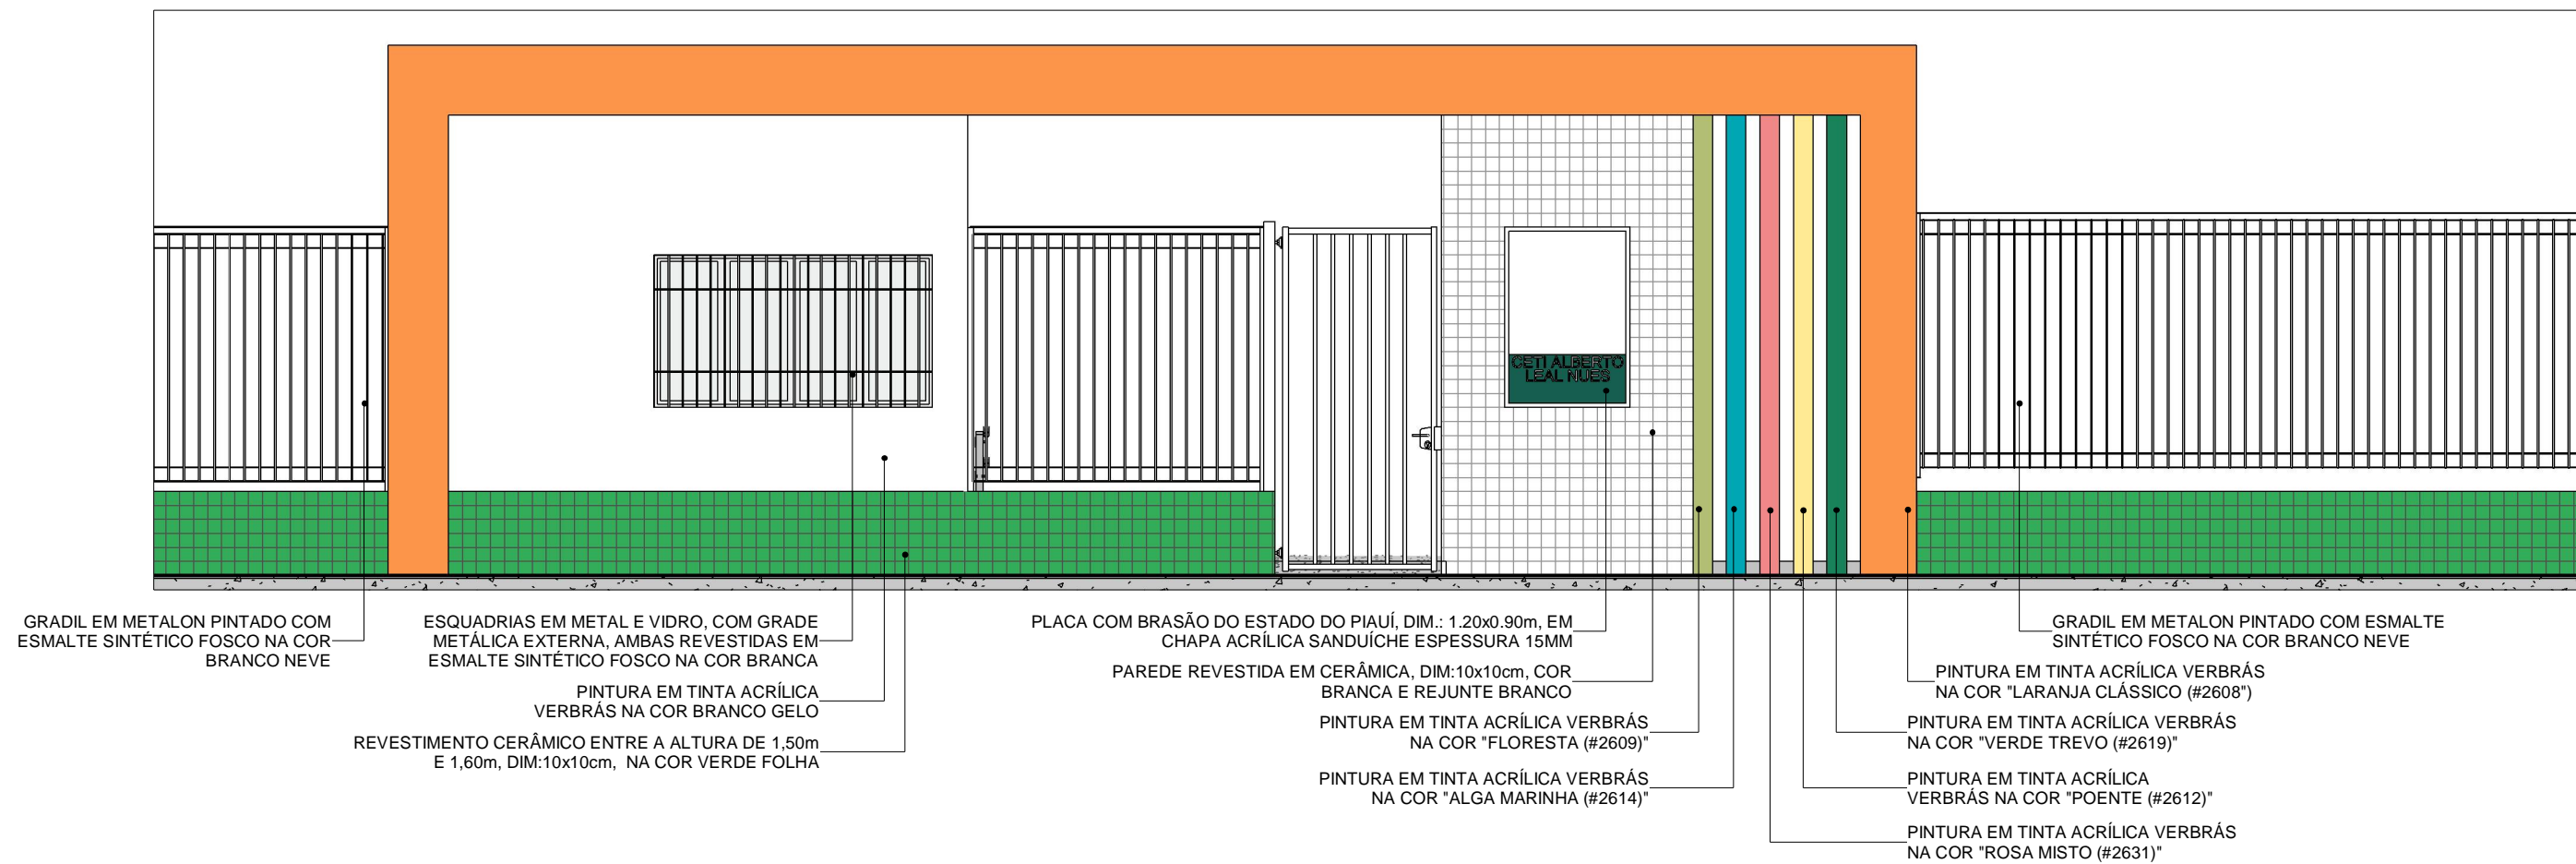 CETI ALBERTO
LEAL NUES
GRADIL EM METALON PINTADO COM
ESMALTE SINTÉTICO FOSCO NA COR
BRANCO NEVE
ESQUADRIAS EM METAL E VIDRO, COM GRADE
METÁLICA EXTERNA, AMBAS REVESTIDAS EM
ESMALTE SINTÉTICO FOSCO NA COR BRANCA
PINTURA EM TINTA ACRÍLICA
VERBRÁS NA COR BRANCO GELO
REVESTIMENTO CERÂMICO ENTRE A ALTURA DE 1,50m
E 1,60m, DIM:10x10cm, NA COR VERDE FOLHA
PLACA COM BRASÃO DO ESTADO DO PIAUÍ, DIM.: 1.20x0.90m, EM
CHAPA ACRÍLICA SANDUÍCHE ESPESSURA 15MM
PAREDE REVESTIDA EM CERÂMICA, DIM:10x10cm, COR
BRANCA E REJUNTE BRANCO
PINTURA EM TINTA ACRÍLICA VERBRÁS
NA COR "FLORESTA (#2609)"
PINTURA EM TINTA ACRÍLICA VERBRÁS
NA COR "ALGA MARINHA (#2614)"
GRADIL EM METALON PINTADO COM ESMALTE
SINTÉTICO FOSCO NA COR BRANCO NEVE
PINTURA EM TINTA ACRÍLICA VERBRÁS
NA COR "LARANJA CLÁSSICO (#2608")
PINTURA EM TINTA ACRÍLICA VERBRÁS
NA COR "VERDE TREVO (#2619)"
PINTURA EM TINTA ACRÍLICA
VERBRÁS NA COR "POENTE (#2612)"
PINTURA EM TINTA ACRÍLICA VERBRÁS
NA COR "ROSA MISTO (#2631)"